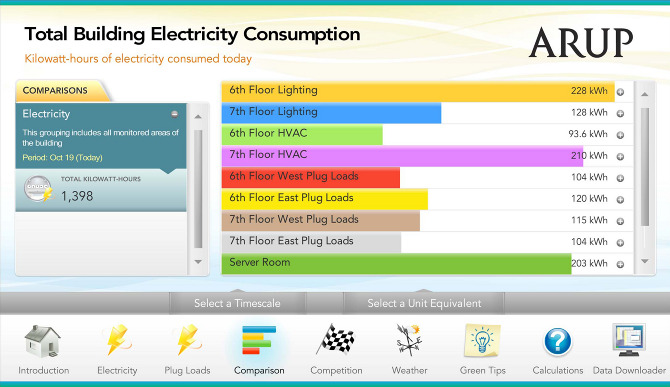 Total Building Electricity Consumption
Kilowatt-hours of electricity consumed today
ARUP
COMPARISONS
Electricity
This grouping includes all monitored areas of
the building
Period: Oct 19 (Today)
TOTAL KILOWATT-HOURS
1,398
6th Floor Lighting 228 kWh
7th Floor Lighting 128 kWh
6th Floor HVAC 93.6 kWh
7th Floor HVAC 210 kWh
6th Floor West Plug Loads 104 kWh
6th Floor East Plug Loads 120 kWh
7th Floor West Plug Loads 115 kWh
7th Floor East Plug Loads 104 kWh
Server Room 203 kWh
Select a Timescale
Select a Unit Equivalent
Introduction
Electricity
Plug Loads
Comparison
Competition
Weather
Green Tips
Calculations
Data Downloader